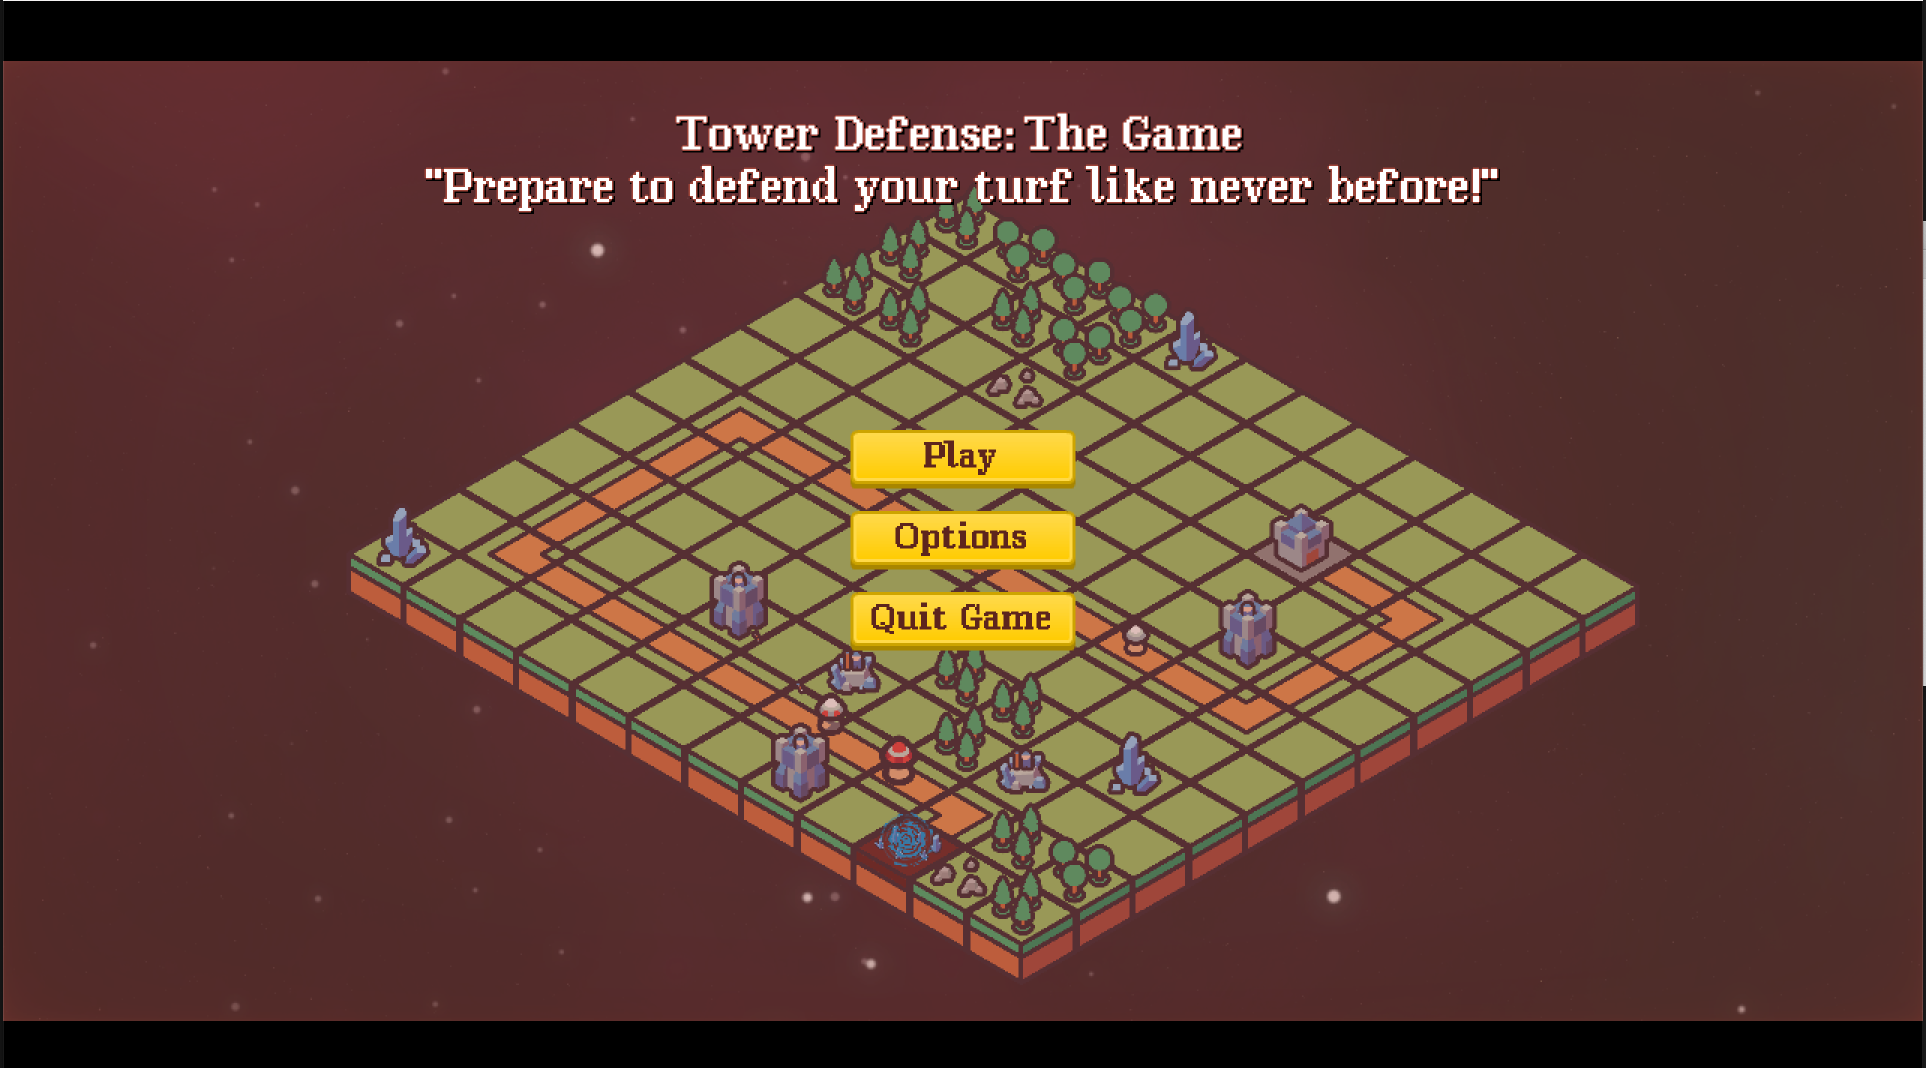 Tower Defense: The Game
"Prepare to defend your turf like never before!"
Play
Options
Quit Game